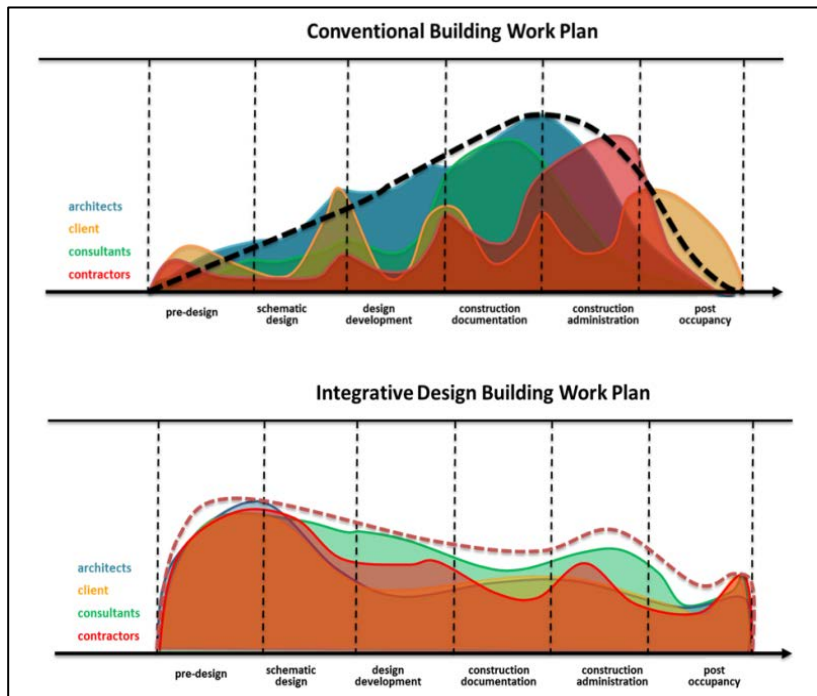 Conventional Building Work Plan
architects
client
consultants
contractors
pre-design
schematic
design
design
development
construction
documentation
construction
administration
post
occupancy
Integrative Design Building Work Plan
architects
client
consultants
contractors
pre-design
schematic
design
design
development
construction
documentation
construction
administration
post
occupancy